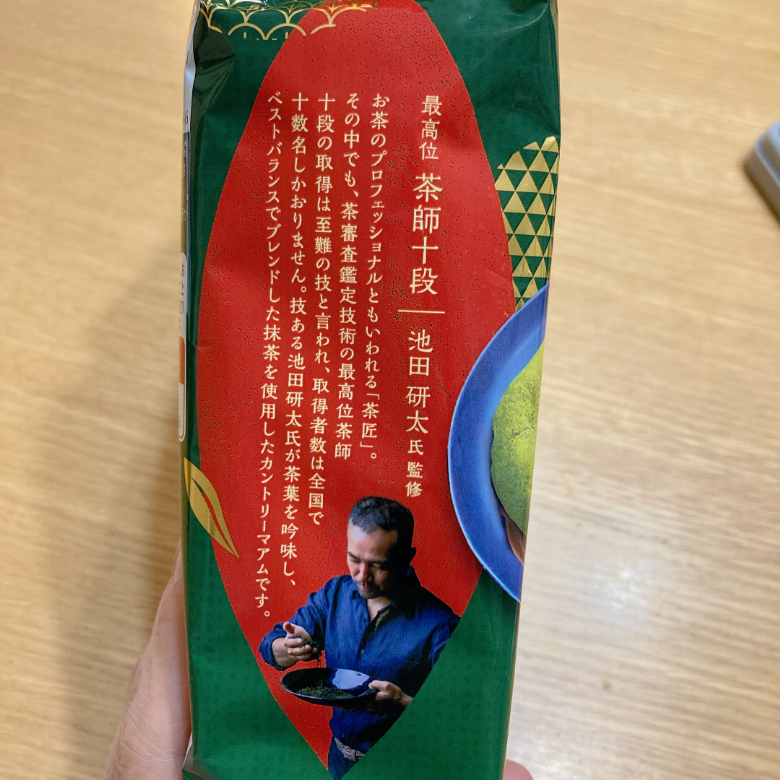 最高位 茶師十段 ― 池田 研太氏 監修
お茶のプロフェッショナルともいわれる「茶匠」。
その中でも、茶審査鑑定技術の最高位茶師
十段の取得は至難の技と言われ、取得者数は全国で
十数名しかおりません。技ある池田研太氏が茶葉を吟味し、
ベストバランスでブレンドした抹茶を使用したカントリーマアムです。